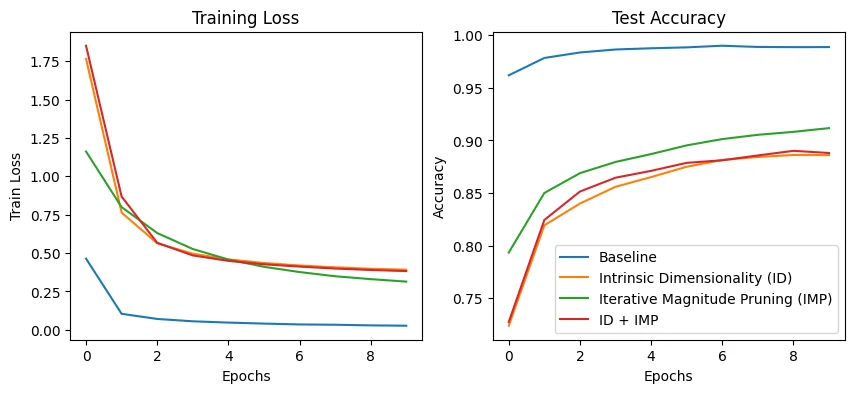 Training Loss
Train Loss
1.75
1.50
1.25
1.00
0.75
0.50
0.25
0.00
0 2 4 6 8
Epochs
Test Accuracy
Accuracy
1.00
0.95
0.90
0.85
0.80
0.75
Baseline
Intrinsic Dimensionality (ID)
Iterative Magnitude Pruning (IMP)
ID + IMP
0 2 4 6 8
Epochs